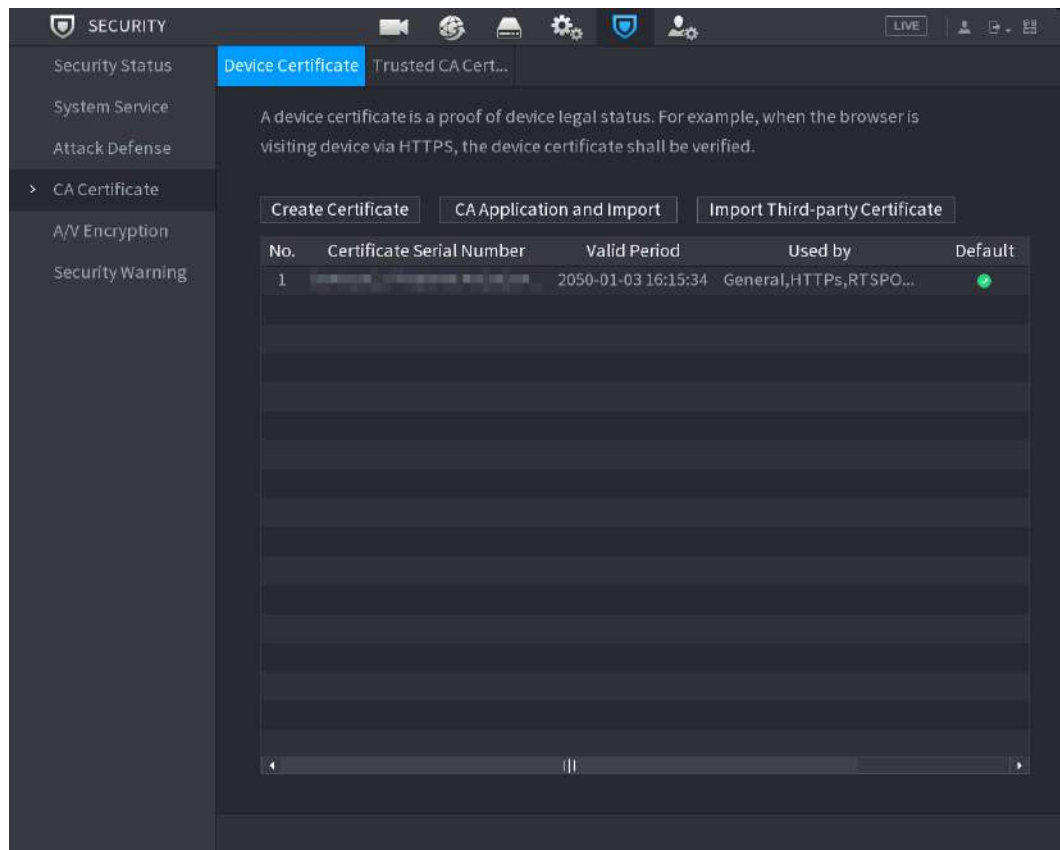 SECURITY
LIVE
Security Status
System Service
Attack Defense
> CA Certificate
A/V Encryption
Security Warning
Device Certificate Trusted CA Cert...
A device certificate is a proof of device legal status. For example, when the browser is
visiting device via HTTPS, the device certificate shall be verified.
Create Certificate CA Application and Import Import Third-party Certificate
No. Certificate Serial Number Valid Period Used by Default
1 2050-01-03 16:15:34 General,HTTPs,RTSPO...